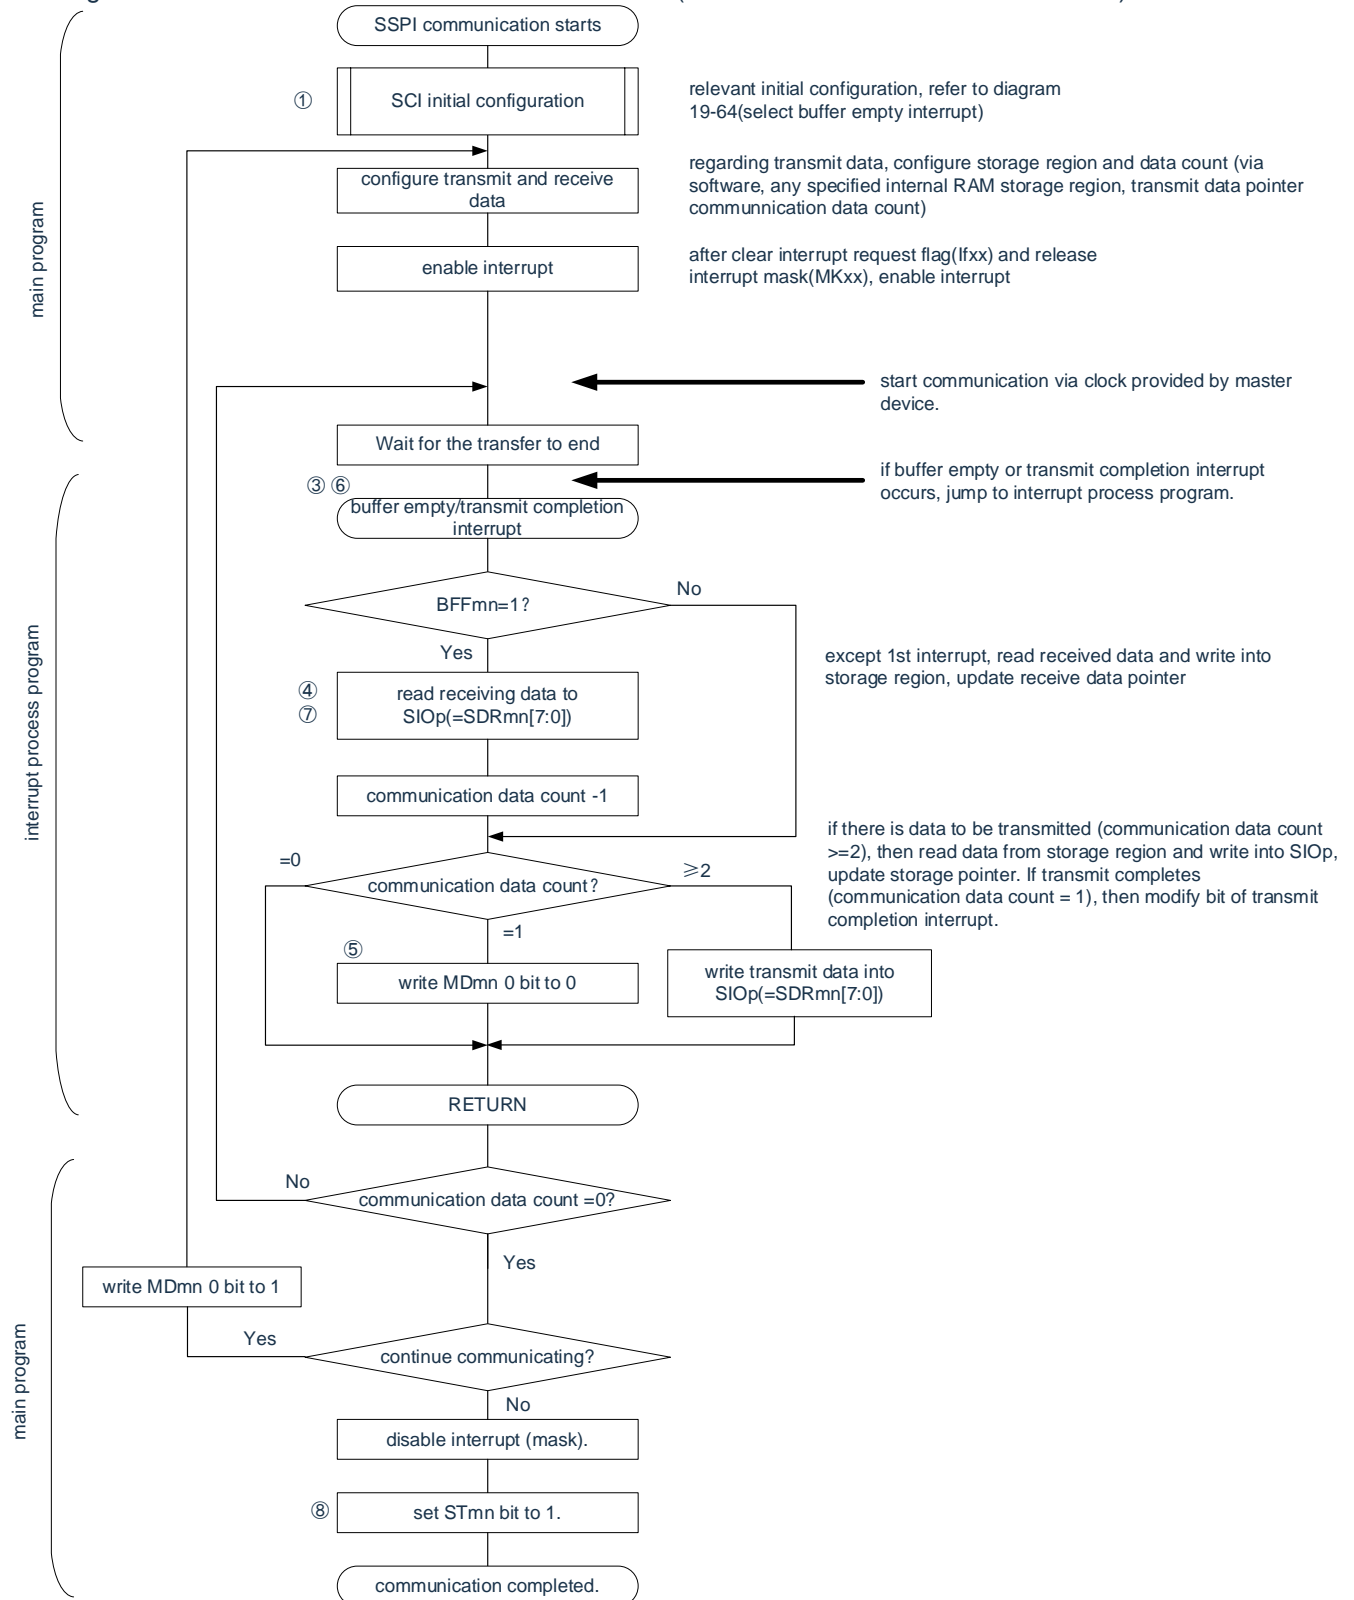 SSPI communication starts
①
SCI initial configuration
relevant initial configuration, refer to diagram
19-64(select buffer empty interrupt)
configure transmit and receive
data
regarding transmit data, configure storage region and data count (via
software, any specified internal RAM storage region, transmit data pointer
communnication data count)
main program
enable interrupt
after clear interrupt request flag(Ifxx) and release
interrupt mask(MKxx), enable interrupt
start communication via clock provided by master
device.
Wait for the transfer to end
③ ⑥
if buffer empty or transmit completion interrupt
occurs, jump to interrupt process program.
buffer empty/transmit completion
interrupt
BFFmn=1?
No
Yes
interrupt process program
except 1st interrupt, read received data and write into
storage region, update receive data pointer
④
⑦
read receiving data to
SIOp(=SDRmn[7:0])
communication data count -1
if there is data to be transmitted (communication data count
>=2), then read data from storage region and write into SIOp,
update storage pointer. If transmit completes
(communication data count = 1), then modify bit of transmit
completion interrupt.
=0
communication data count?
≥2
=1
⑤
write MDmn 0 bit to 0
write transmit data into
SIOp(=SDRmn[7:0])
RETURN
No
communication data count =0?
Yes
write MDmn 0 bit to 1
Yes
continue communicating?
main program
No
disable interrupt (mask).
⑧
set STmn bit to 1.
communication completed.